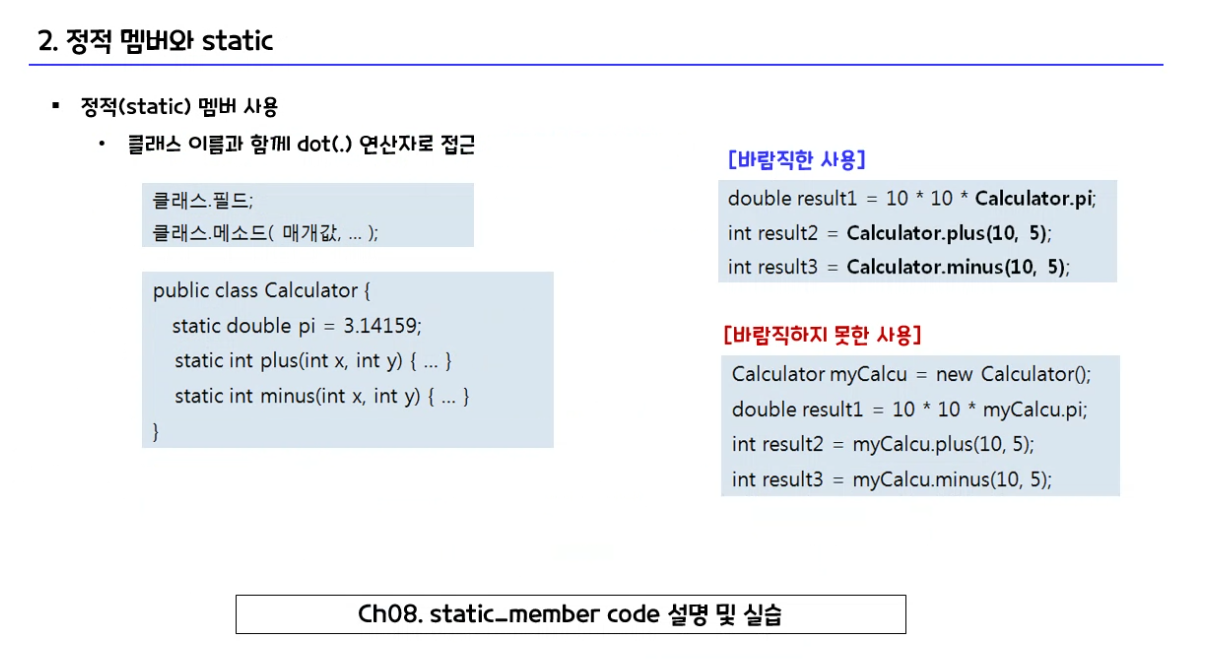 2. 정적 멤버와 static
▪ 정적(static) 멤버 사용
• 클래스 이름과 함께 dot(.) 연산자로 접근
클래스.필드;
클래스.메소드( 매개값, ... );
public class Calculator {
static double pi = 3.14159;
static int plus(int x, int y) { ... }
static int minus(int x, int y) { ... }
}
[바람직한 사용]
double result1 = 10 * 10 * Calculator.pi;
int result2 = Calculator.plus(10, 5);
int result3 = Calculator.minus(10, 5);
[바람직하지 못한 사용]
Calculator myCalcu = new Calculator();
double result1 = 10 * 10 * myCalcu.pi;
int result2 = myCalcu.plus(10, 5);
int result3 = myCalcu.minus(10, 5);
Ch08. static_member code 설명 및 실습